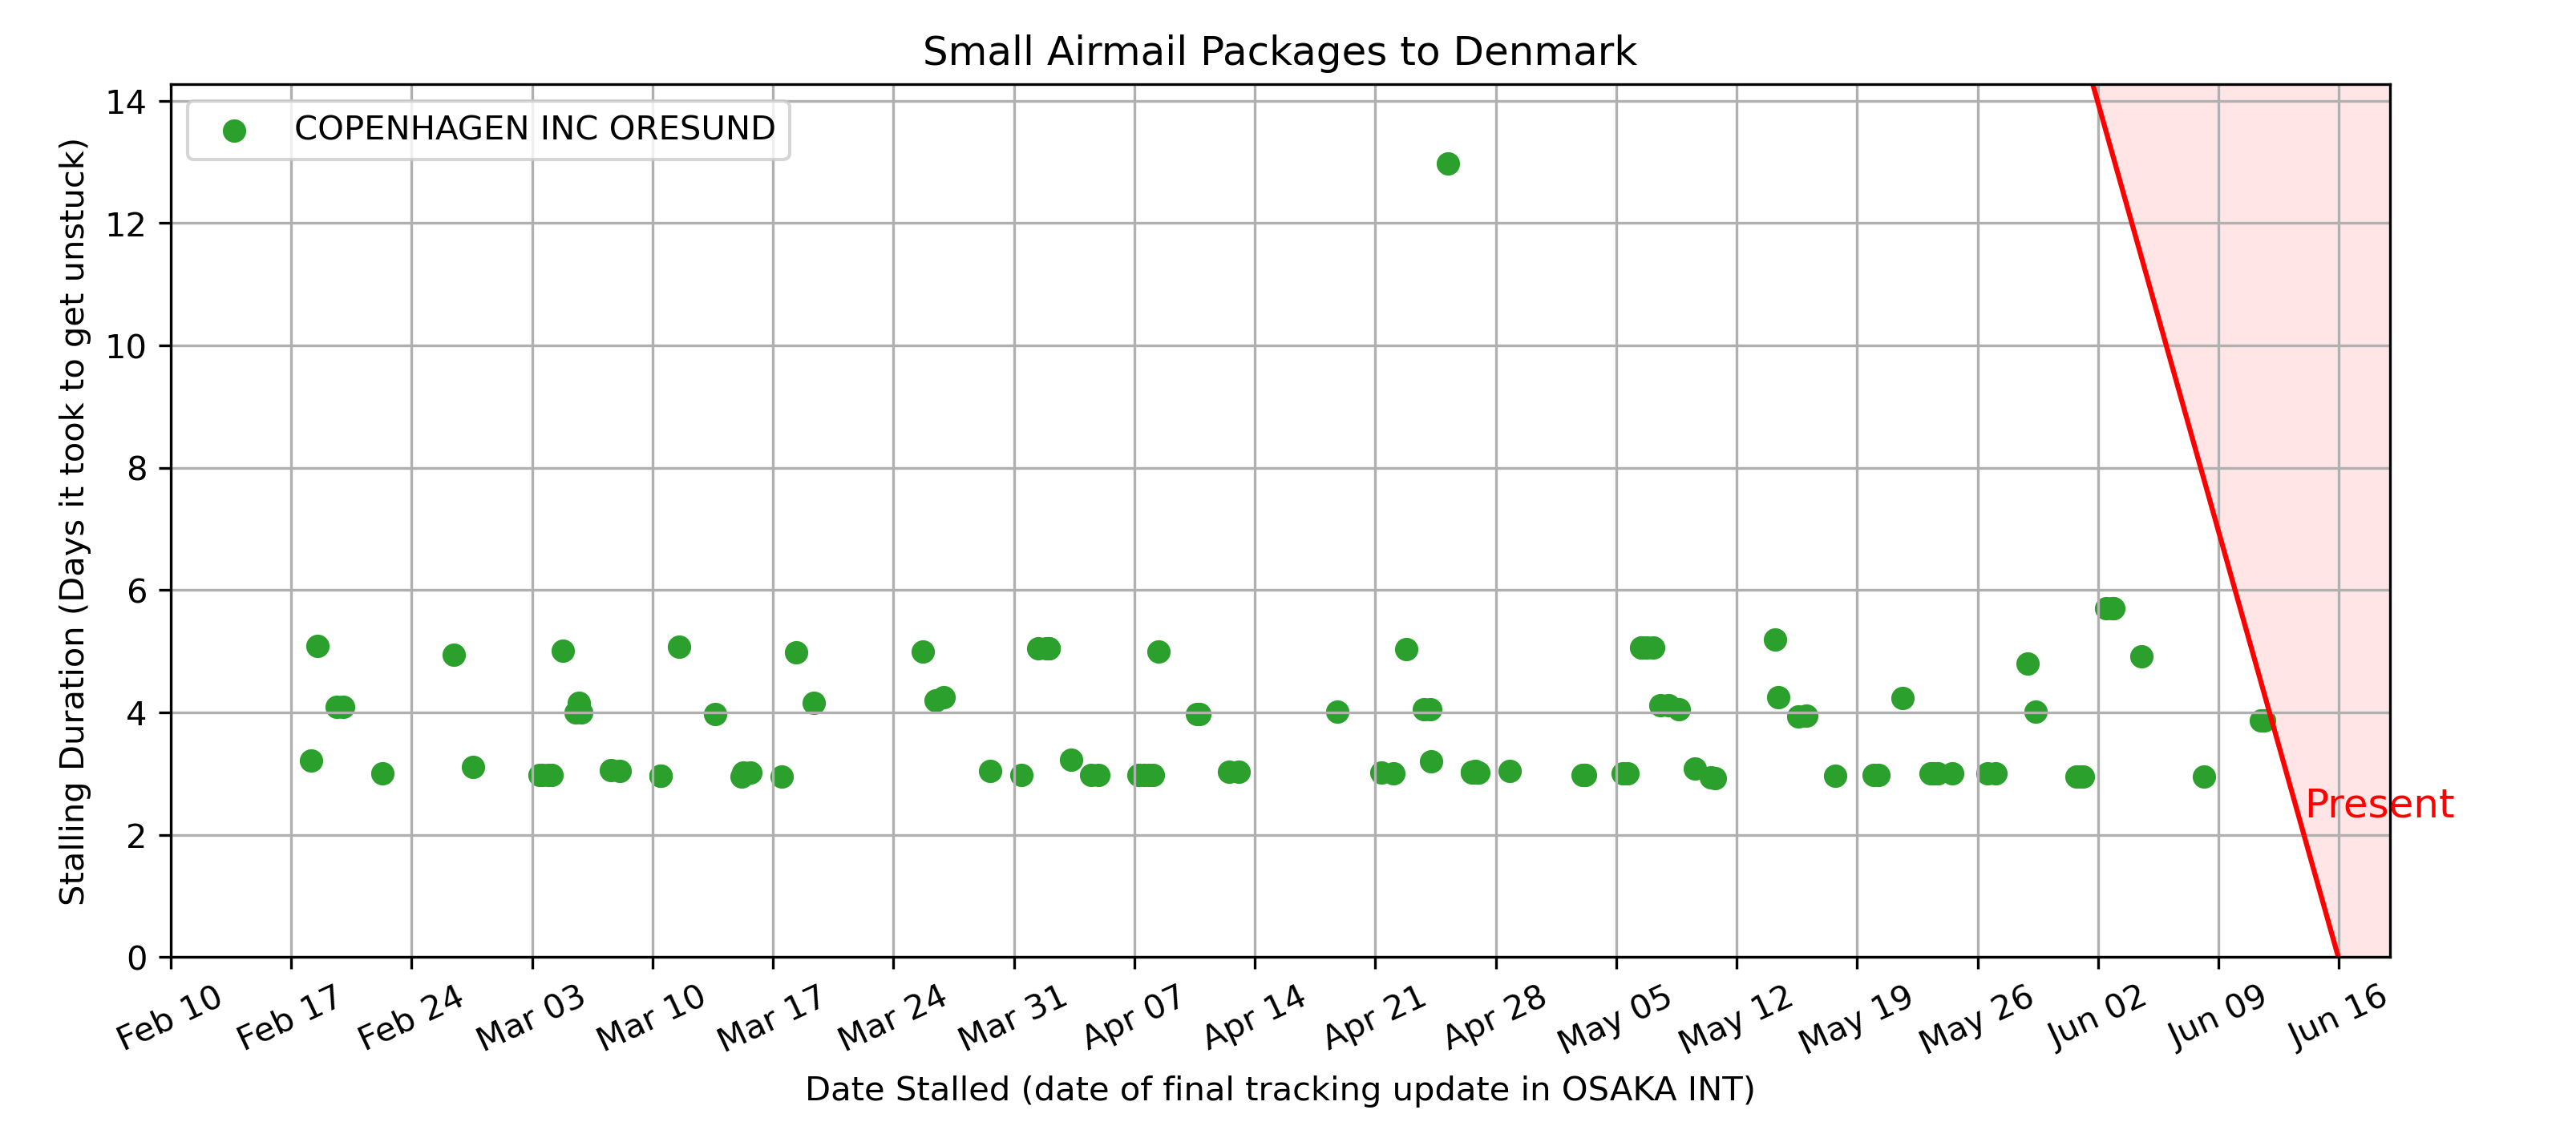 Small Airmail Packages to Denmark
COPENHAGEN INC ORESUND
Stalling Duration (Days it took to get unstuck)
14
12
10
8
6
4
2
0
Present
Feb 10
Feb 17
Feb 24
Mar 03
Mar 10
Mar 17
Mar 24
Mar 31
Apr 07
Apr 14
Apr 21
Apr 28
May 05
May 12
May 19
May 26
Jun 02
Jun 09
Jun 16
Date Stalled (date of final tracking update in OSAKA INT)